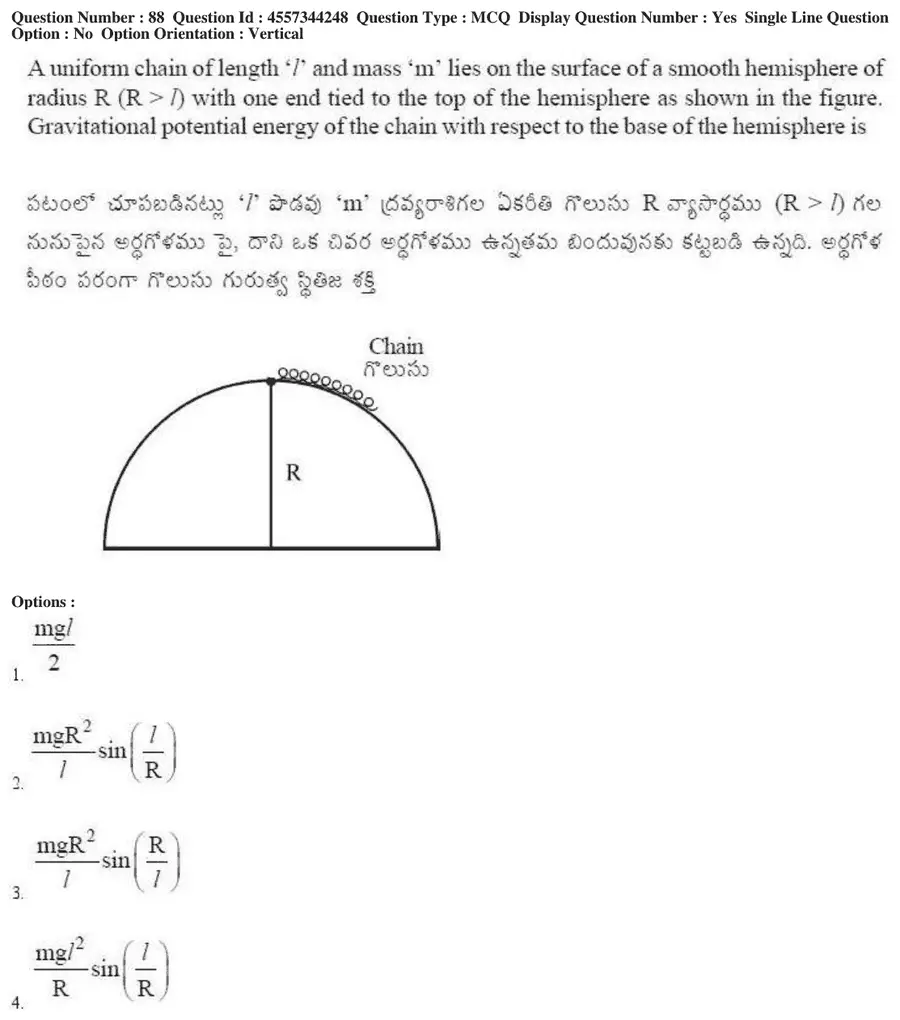 Question Number : 88 Question Id : 4557344248 Question Type : MCQ Display Question Number : Yes Single Line Question
Option : No Option Orientation : Vertical
A uniform chain of length ‘l’ and mass ‘m’ lies on the surface of a smooth hemisphere of
radius R (R > l) with one end tied to the top of the hemisphere as shown in the figure.
Gravitational potential energy of the chain with respect to the base of the hemisphere is
పటంలో చూపబడినట్లు ‘l’ పొడవు ‘m’ ద్రవ్యరాశిగల ఏకరీతి గొలుసు R వ్యాసార్ధము (R > l) గల
నునుపైన అర్ధగోళము పై, దాని ఒక చివర అర్ధగోళము ఉన్నతమ బిందువునకు కట్టబడి ఉన్నది. అర్ధగోళ
పీఠం పరంగా గొలుసు గురుత్వ స్థితిజ శక్తి
Chain
గొలుసు
R
Options :
1. mgl/2
2. mgR²/l sin(l/R)
3. mgR²/l sin(R/l)
4. mgl²/R sin(l/R)